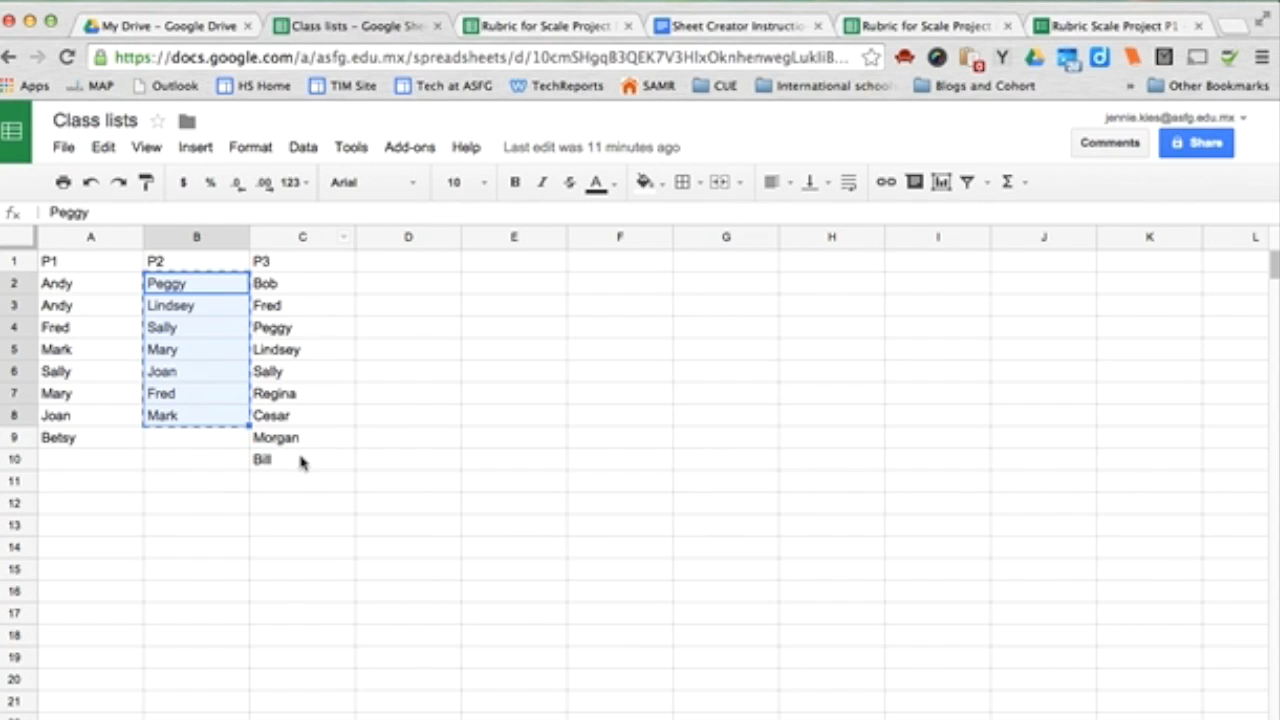 My Drive - Google Drive × Class lists - Google She × Rubric for Scale Project × Sheet Creator Instructio × Rubric for Scale Project × Rubric Scale Project P1 - ×
https://docs.google.com/a/asfg.edu.mx/spreadsheets/d/
Apps MAP Outlook HS Home TIM Site Tech at ASFG TechReports SAMR CUE International schoo Blogs and Cohort » Other Bookmarks
Class lists jennie.kies@asfg.edu.mx
File Edit View Insert Format Data Tools Add-ons Help Last edit was 11 minutes ago Comments Share
$ % .0 .00 123 Arial 10 B I S A Σ
fx Peggy
A B C D E F G H I J K L
1 P1 P2 P3
2 Andy Peggy Bob
3 Andy Lindsey Fred
4 Fred Sally Peggy
5 Mark Mary Lindsey
6 Sally Joan Sally
7 Mary Fred Regina
8 Joan Mark Cesar
9 Betsy Morgan
10 Bill
11
12
13
14
15
16
17
18
19
20
21